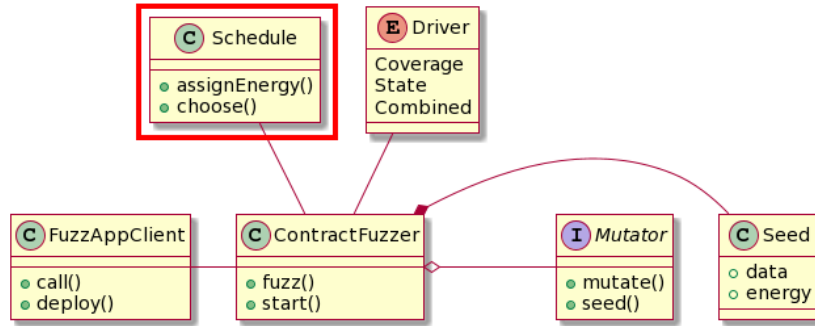 C Schedule
assignEnergy()
choose()
E Driver
Coverage
State
Combined
C FuzzAppClient
call()
deploy()
C ContractFuzzer
fuzz()
start()
I Mutator
mutate()
seed()
C Seed
data
energy